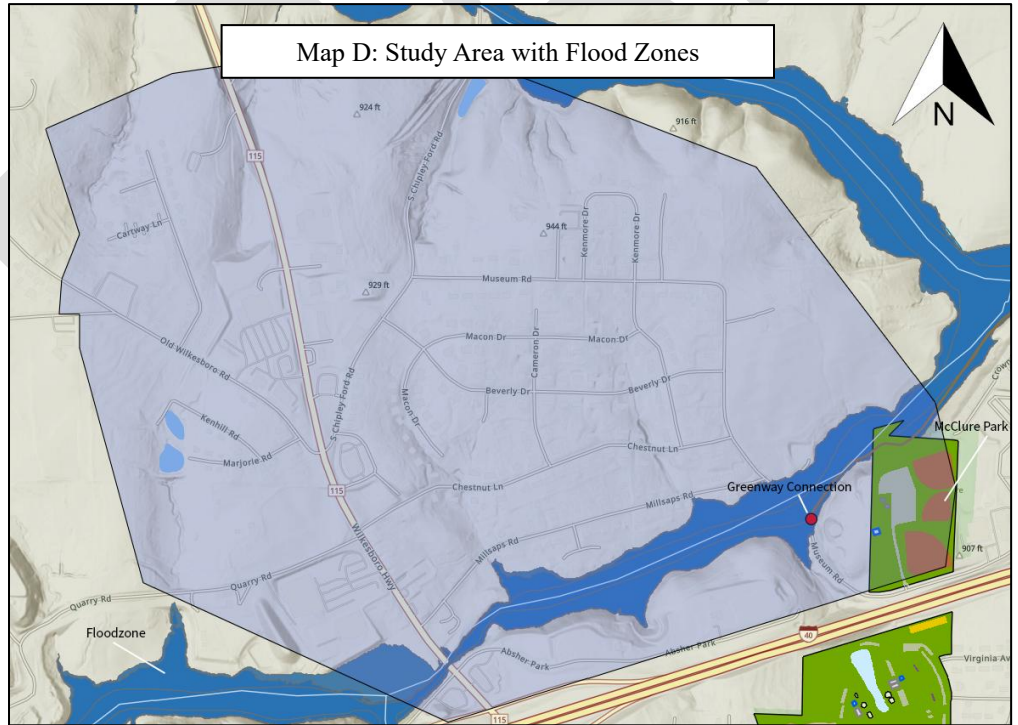 Map D: Study Area with Flood Zones
N
924 ft
916 ft
115
S Chipley Ford Rd
Cartway Ln
944 ft
Kenmore Dr
Kenmore Dr
Museum Rd
929 ft
Old Wilkesboro Rd
Macon Dr
Macon Dr
Cameron Dr
Beverly Dr
Beverly Dr
Macon Dr
S Chipley Ford Rd
Kenhill Rd
Marjorie Rd
Chestnut Ln
Chestnut Ln
McClure Park
115
Greenway Connection
Millsaps Rd
Millsaps Rd
Wilkesboro Hwy
Museum Rd
907 ft
Quarry Rd
Quarry Rd
Floodzone
Absher Park
Absher Park
40
Virginia Av
115